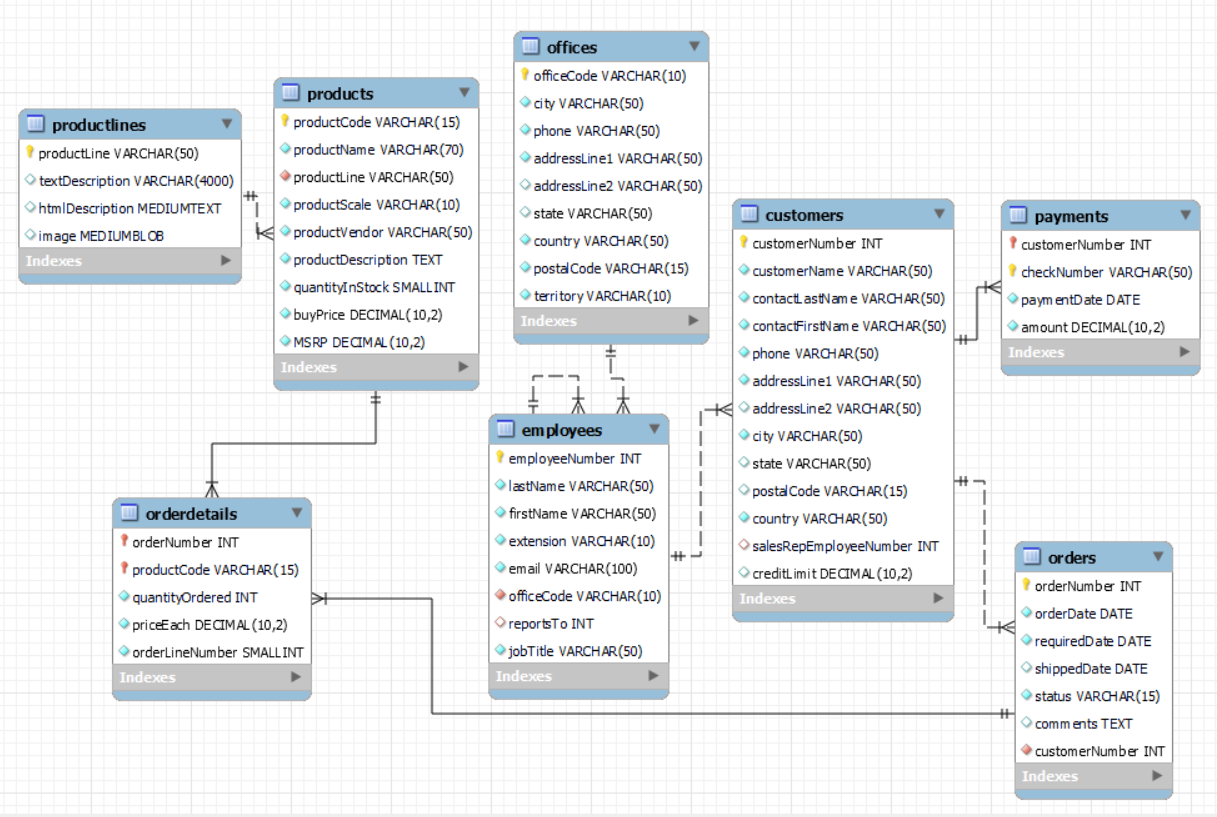 productlines
productLine VARCHAR(50)
textDescription VARCHAR(4000)
htmlDescription MEDIUMTEXT
image MEDIUMBLOB
Indexes
products
productCode VARCHAR(15)
productName VARCHAR(70)
productLine VARCHAR(50)
productScale VARCHAR(10)
productVendor VARCHAR(50)
productDescription TEXT
quantityInStock SMALLINT
buyPrice DECIMAL(10,2)
MSRP DECIMAL(10,2)
Indexes
offices
officeCode VARCHAR(10)
city VARCHAR(50)
phone VARCHAR(50)
addressLine1 VARCHAR(50)
addressLine2 VARCHAR(50)
state VARCHAR(50)
country VARCHAR(50)
postalCode VARCHAR(15)
territory VARCHAR(10)
Indexes
customers
customerNumber INT
customerName VARCHAR(50)
contactLastName VARCHAR(50)
contactFirstName VARCHAR(50)
phone VARCHAR(50)
addressLine1 VARCHAR(50)
addressLine2 VARCHAR(50)
city VARCHAR(50)
state VARCHAR(50)
postalCode VARCHAR(15)
country VARCHAR(50)
salesRepEmployeeNumber INT
creditLimit DECIMAL(10,2)
Indexes
payments
customerNumber INT
checkNumber VARCHAR(50)
paymentDate DATE
amount DECIMAL(10,2)
Indexes
orderdetails
orderNumber INT
productCode VARCHAR(15)
quantityOrdered INT
priceEach DECIMAL(10,2)
orderLineNumber SMALLINT
Indexes
employees
employeeNumber INT
lastName VARCHAR(50)
firstName VARCHAR(50)
extension VARCHAR(10)
email VARCHAR(100)
officeCode VARCHAR(10)
reportsTo INT
jobTitle VARCHAR(50)
Indexes
orders
orderNumber INT
orderDate DATE
requiredDate DATE
shippedDate DATE
status VARCHAR(15)
comments TEXT
customerNumber INT
Indexes